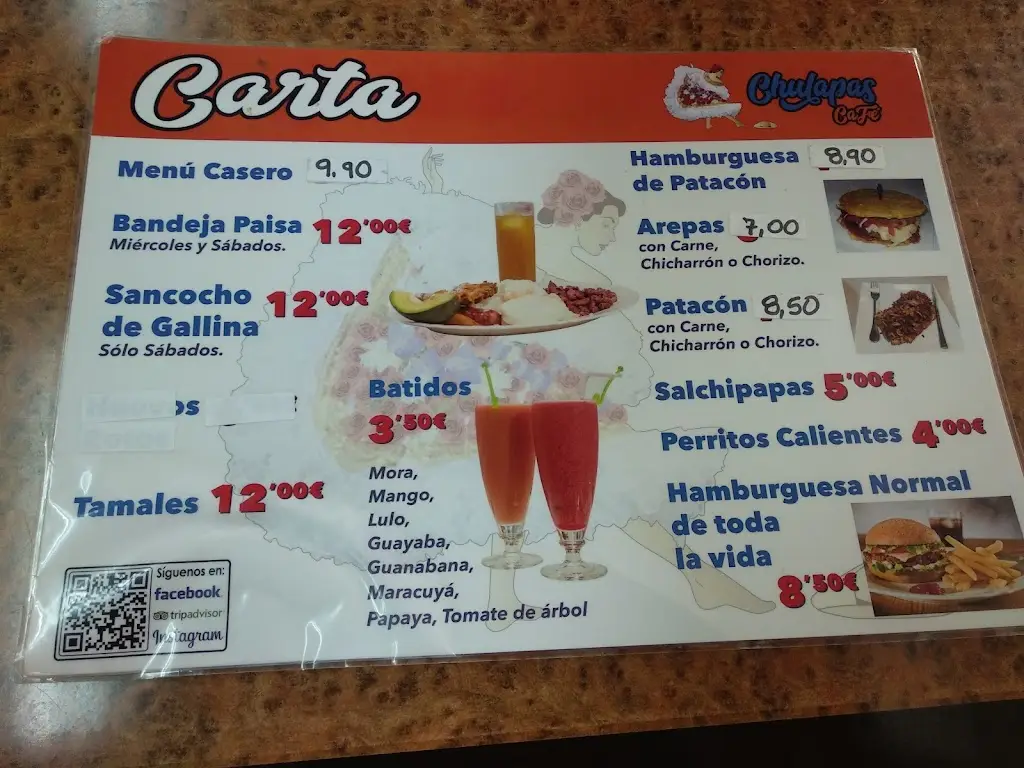 Carta
Chulapas
CaFé
Menú Casero 9.90
Bandeja Paisa 12'00€
Miércoles y Sábados.
Sancocho
de Gallina 12'00€
Sólo Sábados.
Tamales 12'00€
Síguenos en:
facebook
tripadvisor
Instagram
Batidos
3'50€
Mora,
Mango,
Lulo,
Guayaba,
Guanabana,
Maracuyá,
Papaya, Tomate de árbol
Hamburguesa 8,90
de Patacón
Arepas 7,00
con Carne,
Chicharrón o Chorizo.
Patacón 8,50
con Carne,
Chicharrón o Chorizo.
Salchipapas 5'00€
Perritos Calientes 4'00€
Hamburguesa Normal
de toda
la vida
8'50€